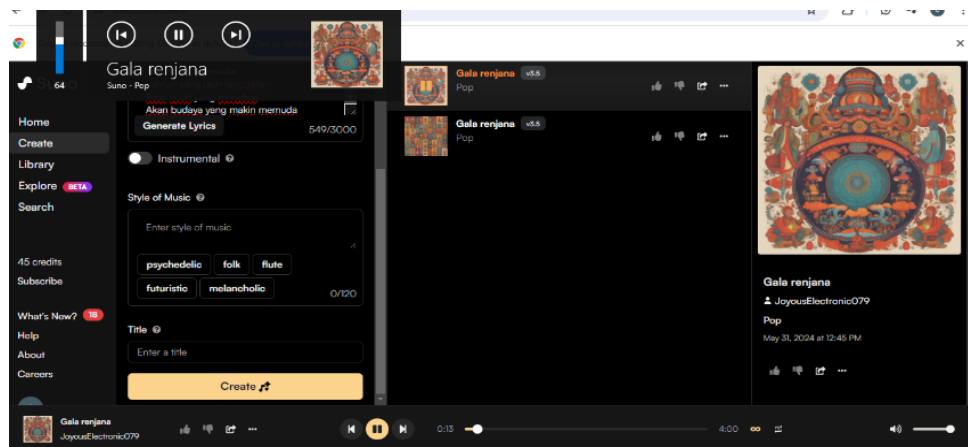 Gala renjana
Suno - Pop
64
Home
Create
Library
Explore BETA
Search
45 credits
Subscribe
What's New? 18
Help
About
Careers
Akan budaya yang makin memuda
Generate Lyrics
549/3000
Instrumental
Style of Music
Enter style of music
psychedelic folk flute
futuristic melancholic
0/120
Title
Enter a title
Create
Gala renjana v3.5
Pop
Gala renjana v3.5
Pop
Gala renjana
JoyousElectronic079
Pop
May 31, 2024 at 12:45 PM
Gala renjana
JoyousElectronic079
0:13
4:00